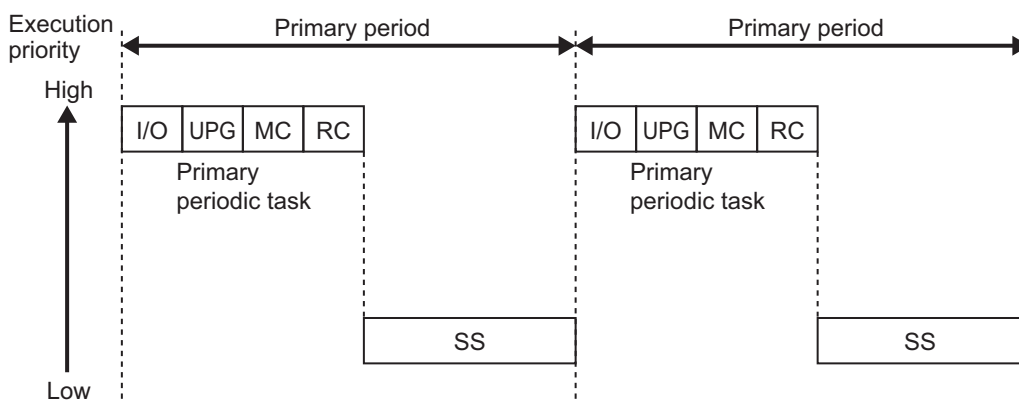 Execution
priority
Primary period
Primary period
High
I/O
UPG
MC
RC
I/O
UPG
MC
RC
Primary
periodic task
Primary
periodic task
SS
SS
Low